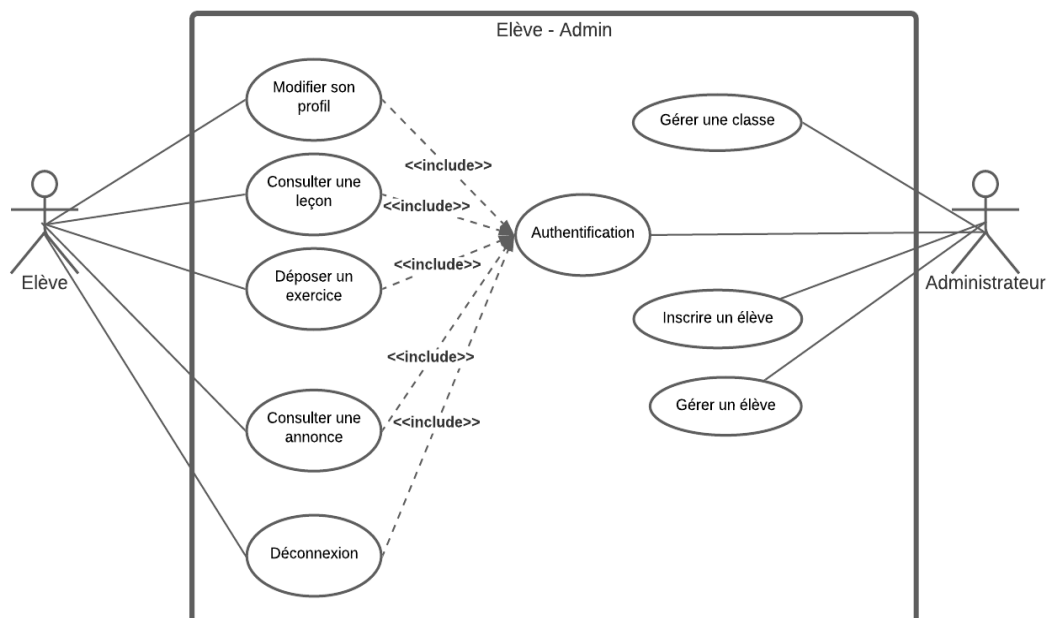 Elève - Admin
Modifier son
profil
Gérer une classe
<<include>>
Consulter une
leçon
<<include>>
Authentification
Elève
Déposer un
exercice
<<include>>
Administrateur
Inscrire un élève
<<include>>
Gérer un élève
Consulter une
annonce
<<include>>
Déconnexion